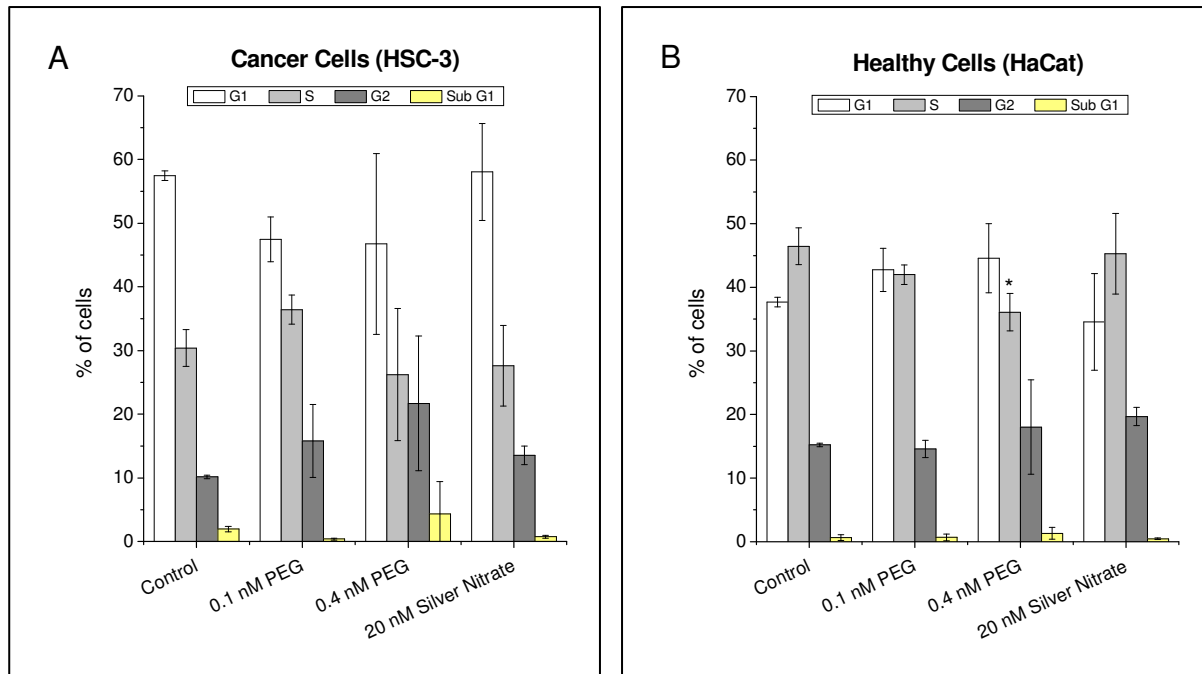 A
Cancer Cells (HSC-3)
G1 S G2 Sub G1
70
60
50
40
30
20
10
0
% of cells
Control
0.1 nM PEG
0.4 nM PEG
20 nM Silver Nitrate
B
Healthy Cells (HaCat)
G1 S G2 Sub G1
70
60
50
40
30
20
10
0
% of cells
*
Control
0.1 nM PEG
0.4 nM PEG
20 nM Silver Nitrate